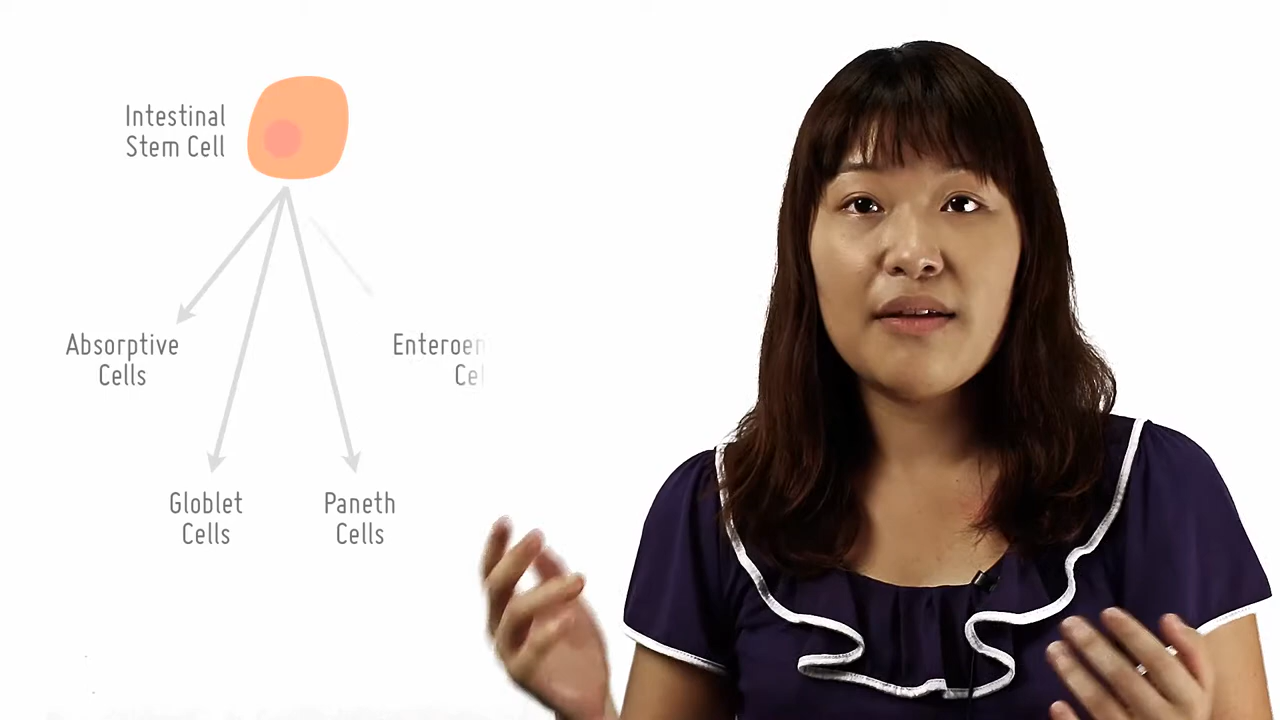 Intestinal
Stem Cell
Absorptive
Cells
Globlet
Cells
Paneth
Cells